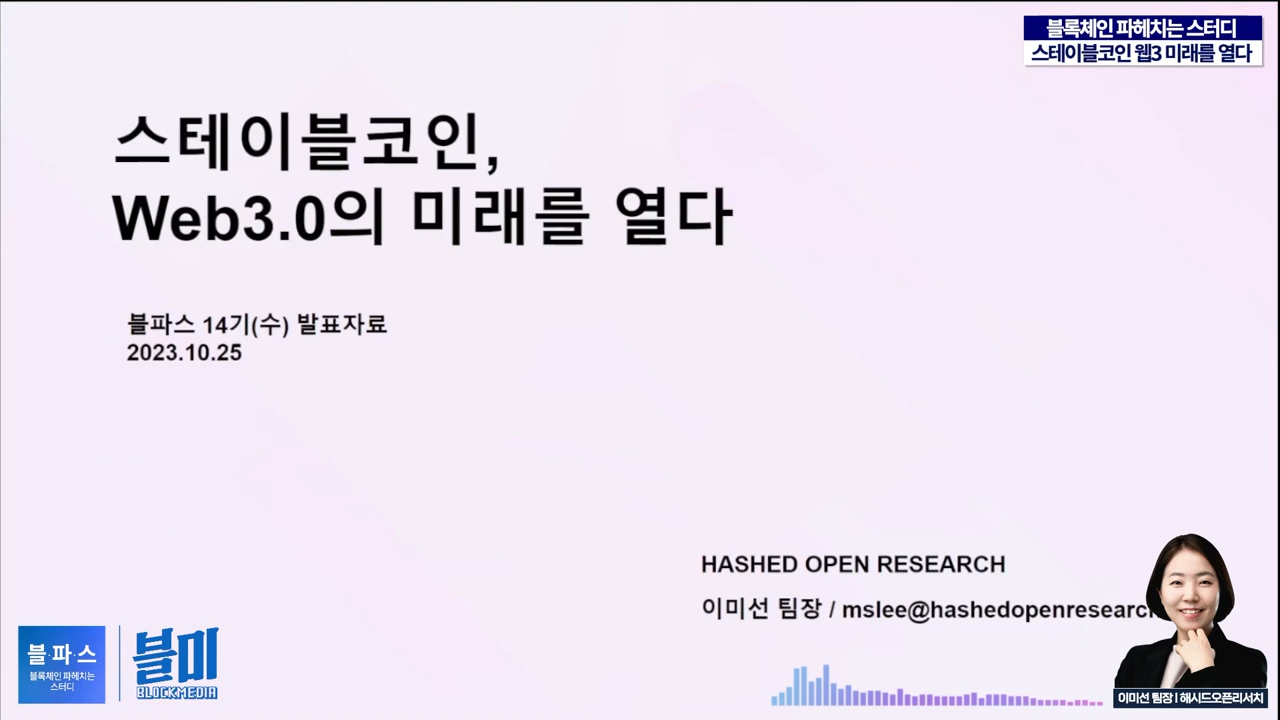 블록체인 파헤치는 스터디
스테이블코인 웹3 미래를 열다
스테이블코인,
Web3.0의 미래를 열다
블파스 14기(수) 발표자료
2023.10.25
HASHED OPEN RESEARCH
이미선 팀장 / mslee@hashedopenresearch
블·파·스
블록체인 파헤치는
스터디
블미
BLOCKMEDIA
이미선 팀장 | 해시드오픈리서치